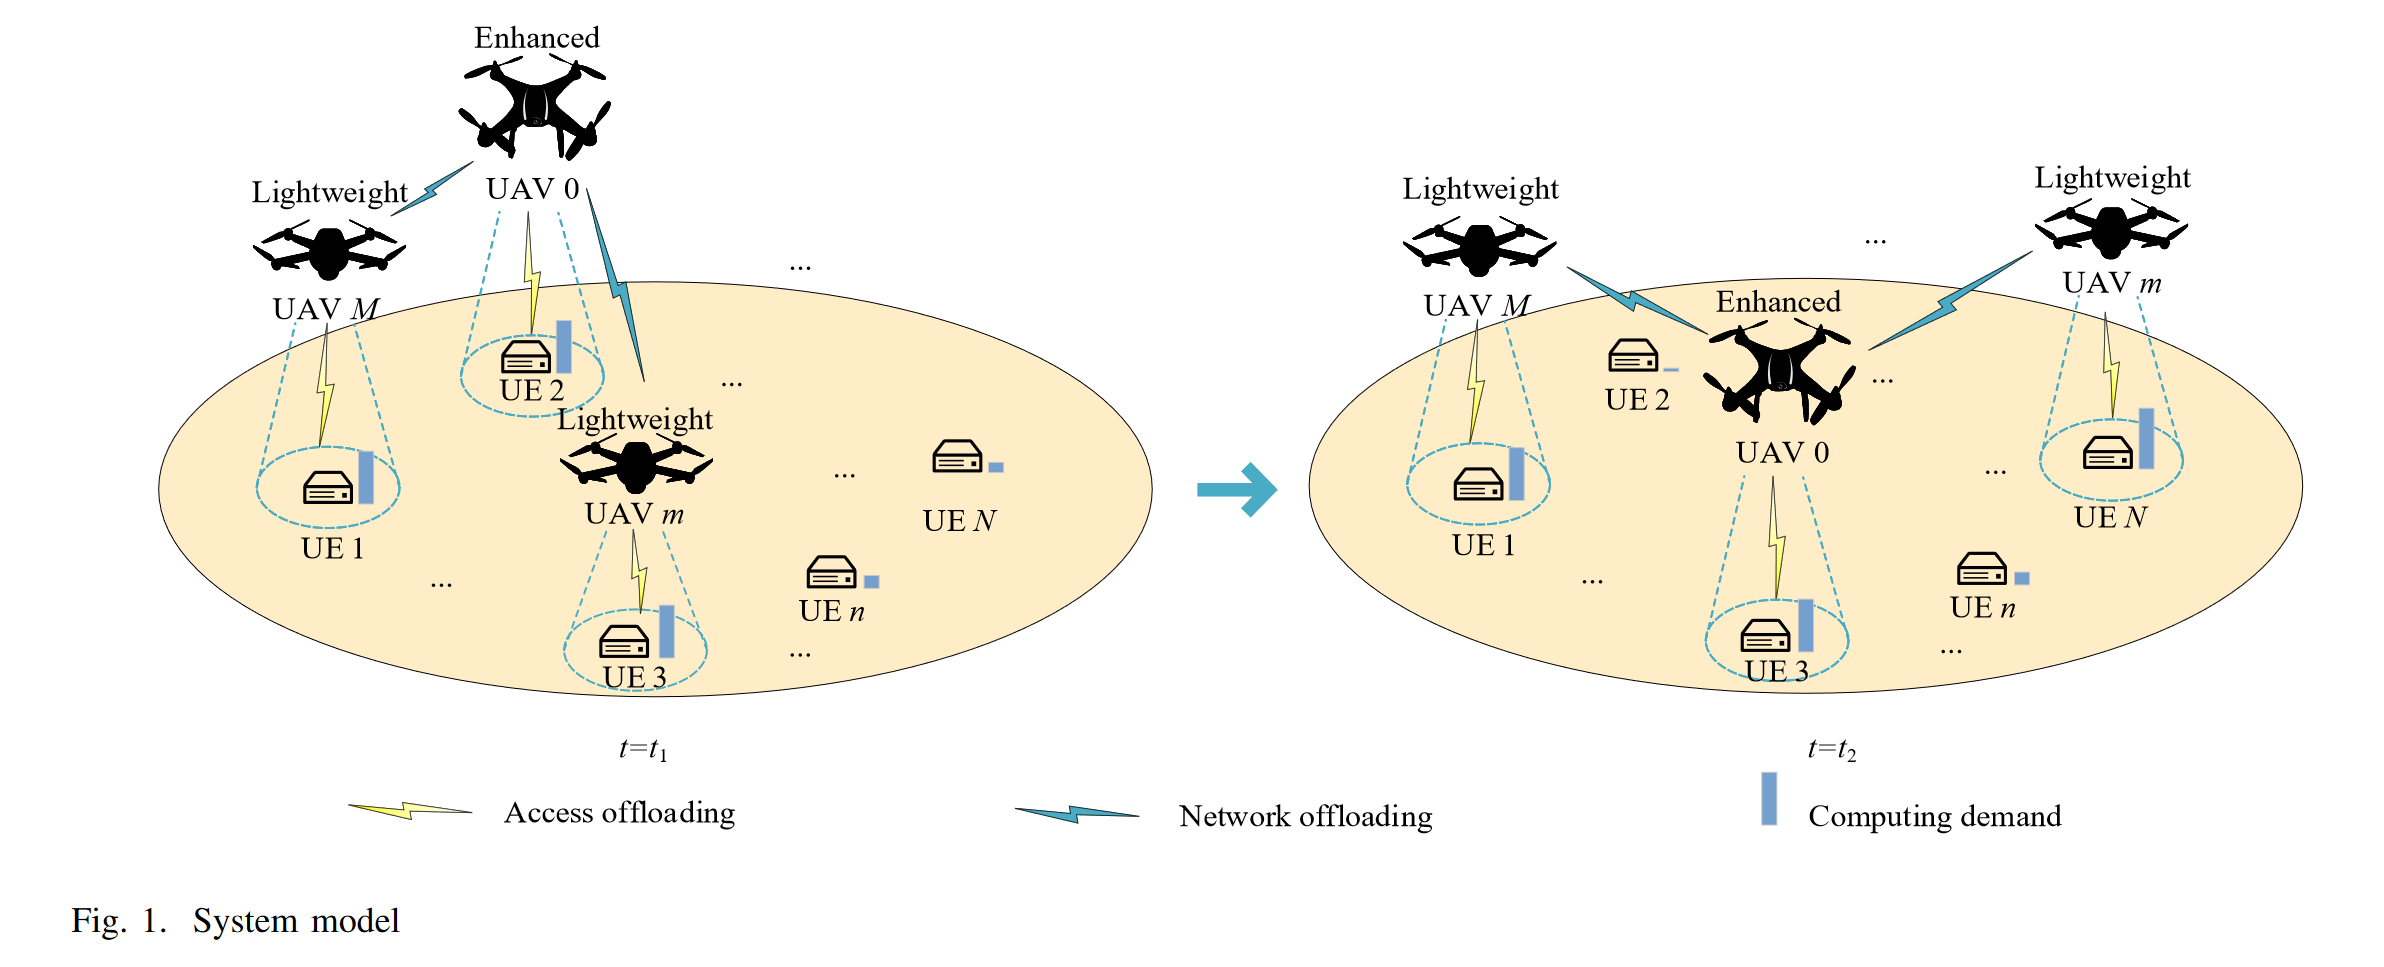 Enhanced
UAV 0
Lightweight
UAV M
...
UE 2
...
UE 1
Lightweight
UAV m
...
UE N
...
UE n
UE 3
...
t=t1
Lightweight
UAV M
...
Lightweight
UAV m
Enhanced
UAV 0
UE 2
...
UE 1
...
UE N
...
UE n
UE 3
...
t=t2
Access offloading
Network offloading
Computing demand
Fig. 1. System model